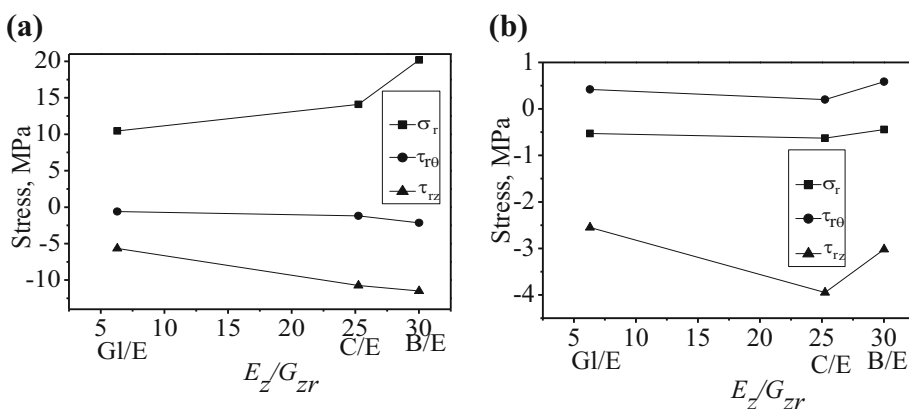 (a)
Stress, MPa
20
15
10
5
0
-5
-10
σr
τrθ
τrz
5 10 15 20 25 30
Gl/E C/E B/E
Ez/Gzr
(b)
Stress, MPa
1
0
-1
-2
-3
-4
σr
τrθ
τrz
5 10 15 20 25 30
Gl/E C/E B/E
Ez/Gzr